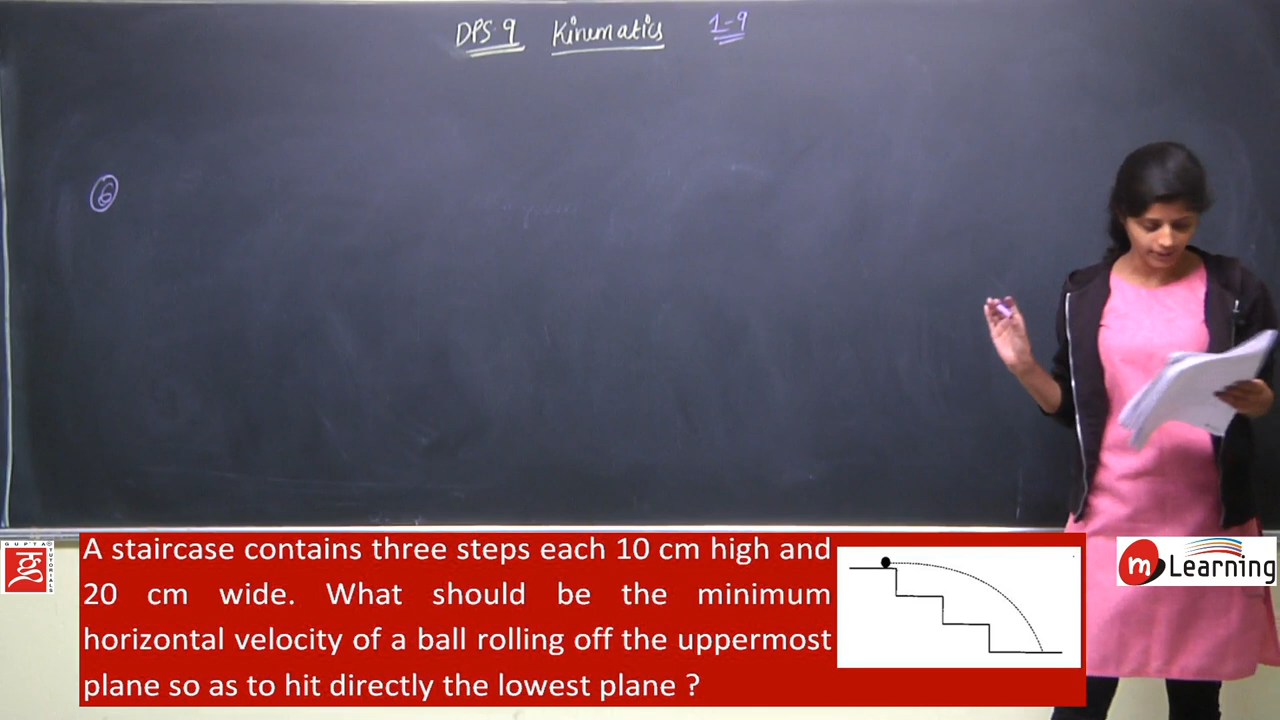 DPS 9 Kinematics 1-9
6
A staircase contains three steps each 10 cm high and
20 cm wide. What should be the minimum
horizontal velocity of a ball rolling off the uppermost
plane so as to hit directly the lowest plane ?
GUPTA
TUTORIALS
m Learning